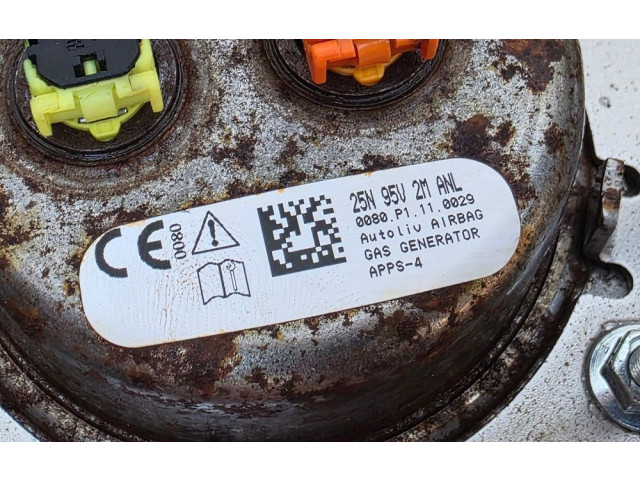 CE 0080
25N 95V 2M ANL
0080.P1.11.0029
Autoliv AIRBAG
GAS GENERATOR
APPS-4